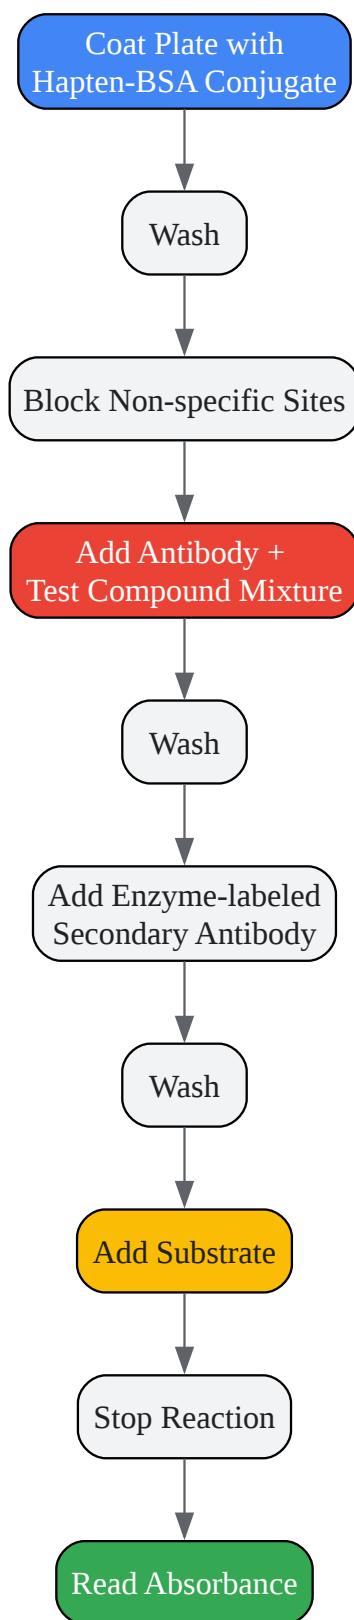 Coat Plate with
Hapten-BSA Conjugate
Wash
Block Non-specific Sites
Add Antibody +
Test Compound Mixture
Wash
Add Enzyme-labeled
Secondary Antibody
Wash
Add Substrate
Stop Reaction
Read Absorbance